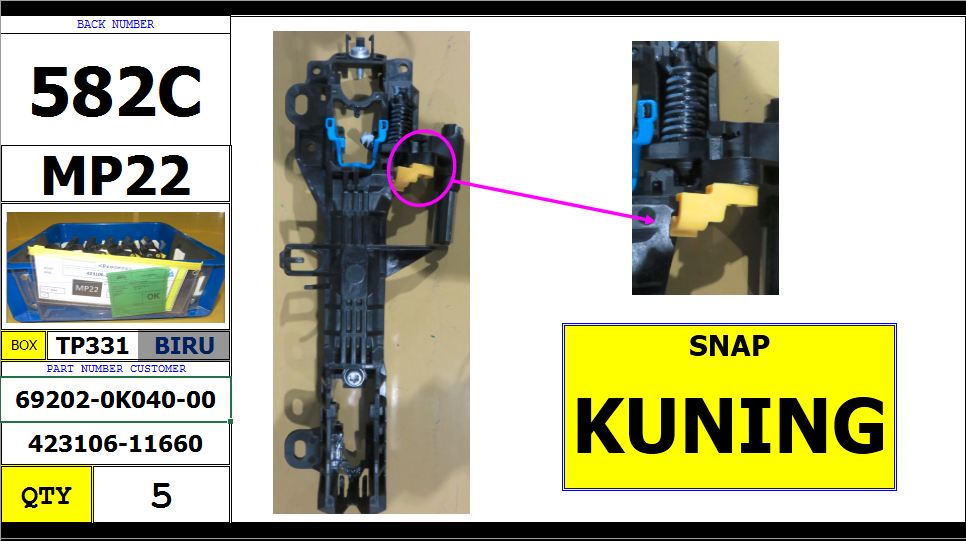 BACK NUMBER
582C
MP22
423106-
MP22
OK
BOX TP331 BIRU
PART NUMBER CUSTOMER
69202-0K040-00
423106-11660
QTY 5
SNAP
KUNING